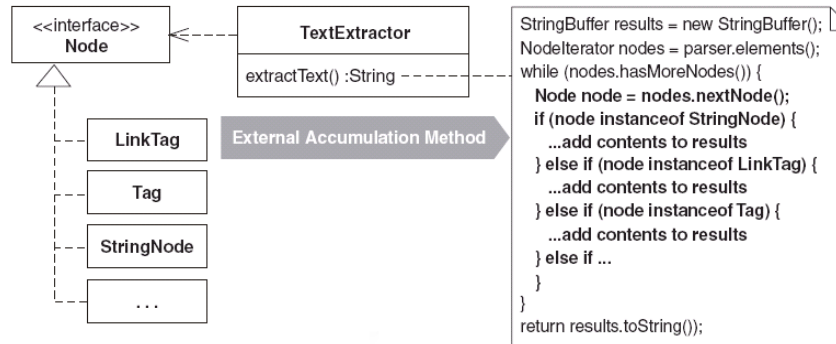 <<interface>>
Node
TextExtractor
extractText() :String
LinkTag
Tag
StringNode
. . .
External Accumulation Method
StringBuffer results = new StringBuffer();
NodeIterator nodes = parser.elements();
while (nodes.hasMoreNodes()) {
Node node = nodes.nextNode();
if (node instanceof StringNode) {
...add contents to results
} else if (node instanceof LinkTag) {
...add contents to results
} else if (node instanceof Tag) {
...add contents to results
} else if ...
}
}
return results.toString());